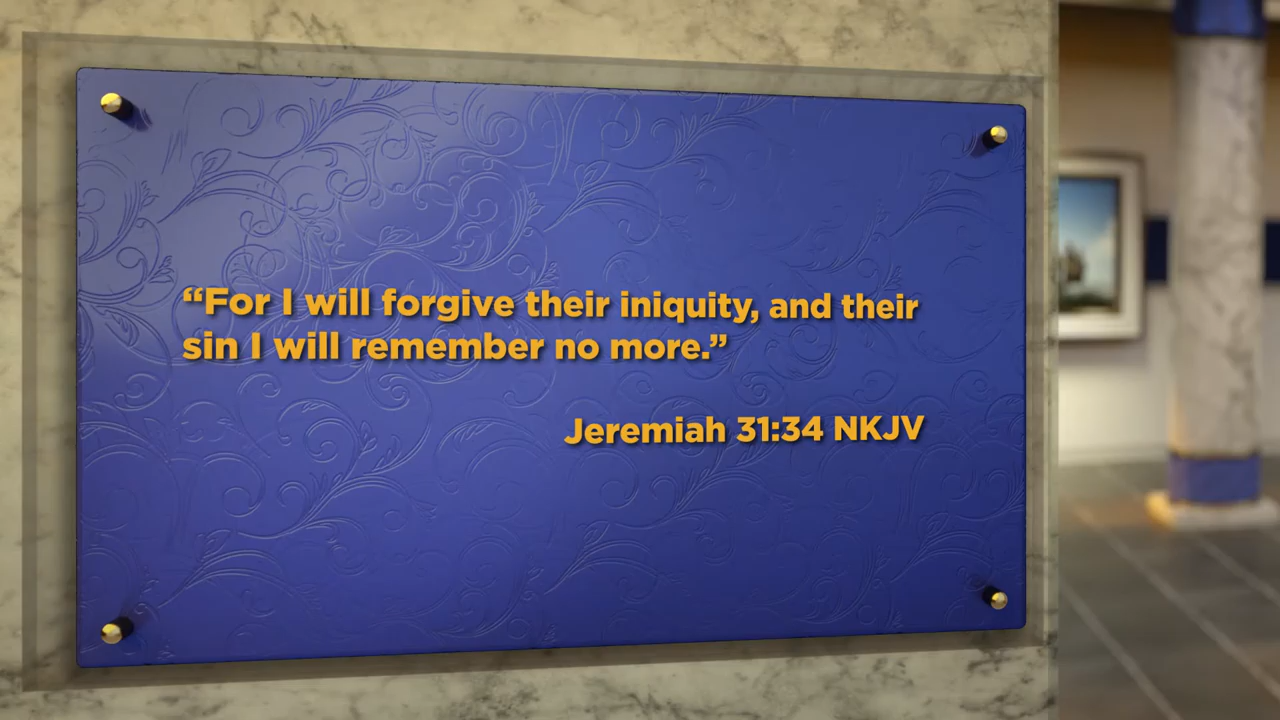 “For I will forgive their iniquity, and their
sin I will remember no more.”
Jeremiah 31:34 NKJV